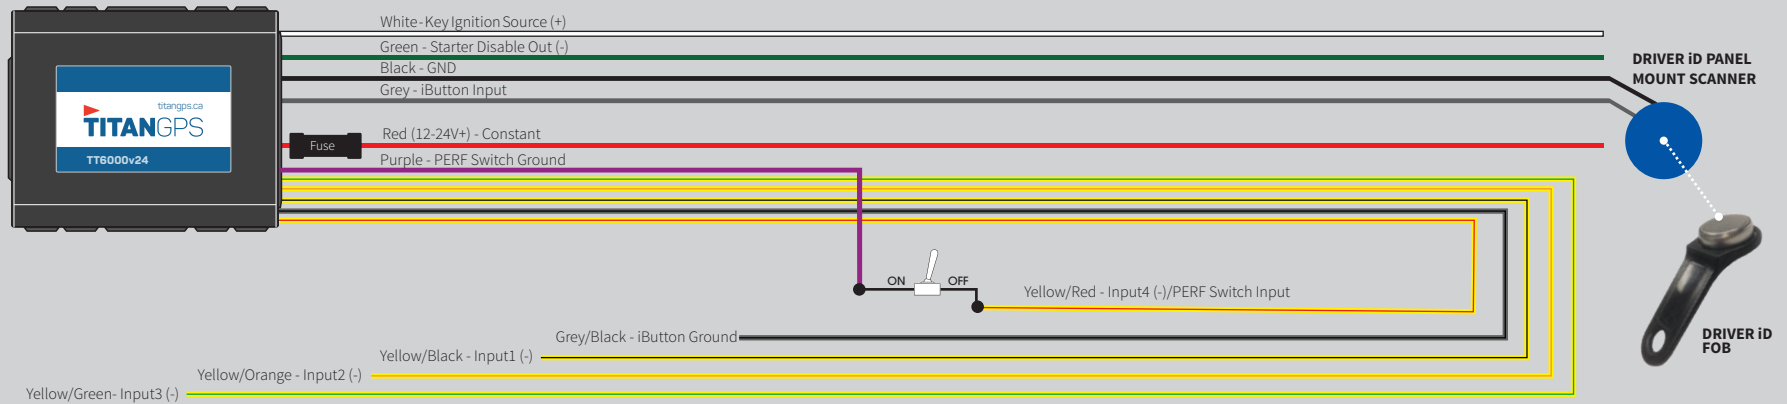 White-Key Ignition Source (+)
Green - Starter Disable Out (-)
Black - GND
Grey - iButton Input
Fuse
Red (12-24V+) - Constant
Purple - PERF Switch Ground
titangps.ca
TITANGPS
TT6000v24
DRIVER iD PANEL
MOUNT SCANNER
ON
OFF
Yellow/Red - Input4 (-)/PERF Switch Input
Grey/Black - iButton Ground
Yellow/Black - Input1 (-)
Yellow/Orange - Input2 (-)
Yellow/Green- Input3 (-)
DRIVER iD
FOB